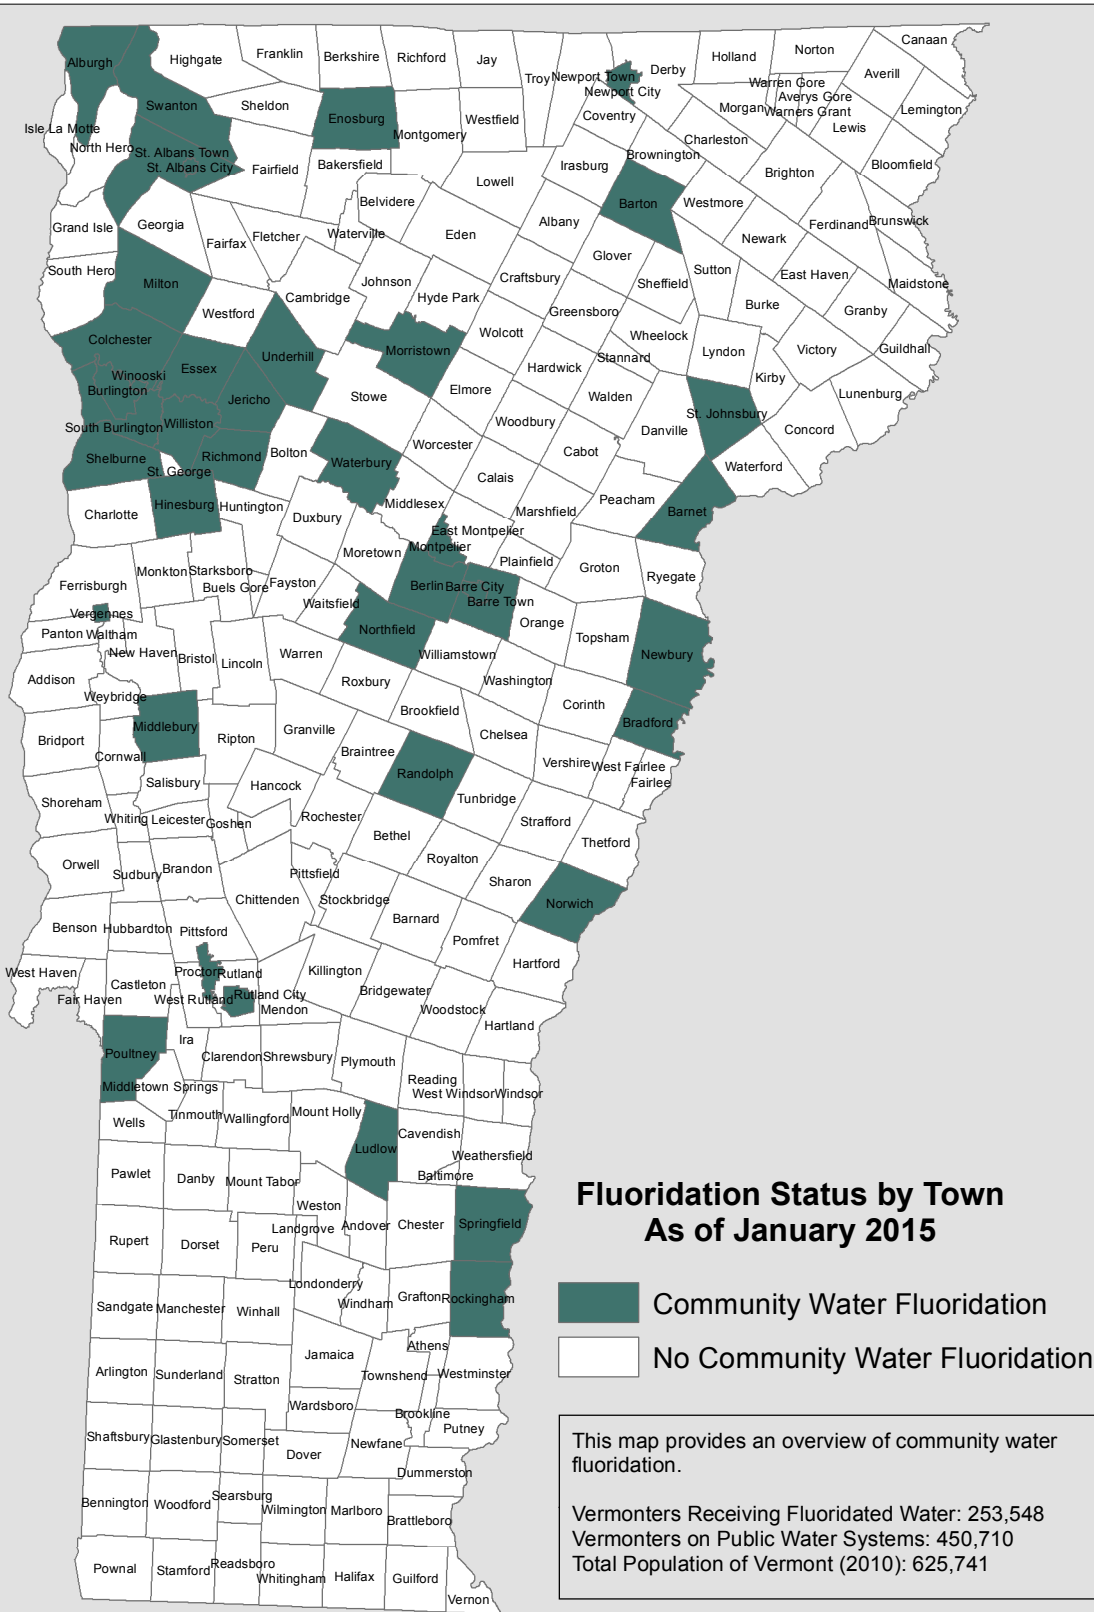 Alburgh
Highgate
Franklin
Berkshire
Richford
Jay
Troy
Newport Town
Newport City
Derby
Holland
Norton
Canaan
Warren Gore
Averys Gore
Warners Grant
Averill
Lemington
Lewis
Morgan
Swanton
Sheldon
Enosburg
Montgomery
Westfield
Coventry
Charleston
Bloomfield
Isle La Motte
North Hero
St. Albans Town
St. Albans City
Fairfield
Bakersfield
Lowell
Irasburg
Brownington
Brighton
Belvidere
Barton
Westmore
Ferdinand
Brunswick
Grand Isle
Georgia
Fairfax
Fletcher
Waterville
Eden
Albany
Newark
Glover
South Hero
Milton
Johnson
Hyde Park
Craftsbury
Sheffield
Sutton
East Haven
Maidstone
Westford
Cambridge
Greensboro
Burke
Granby
Colchester
Underhill
Morristown
Wolcott
Wheelock
Lyndon
Victory
Guildhall
Winooski
Essex
Stannard
Burlington
Jericho
Stowe
Elmore
Hardwick
Walden
Kirby
Lunenburg
South Burlington
Williston
Woodbury
Danville
St. Johnsbury
Concord
Shelburne
St. George
Richmond
Bolton
Waterbury
Worcester
Cabot
Waterford
Calais
Charlotte
Hinesburg
Huntington
Duxbury
Middlesex
Marshfield
Peacham
Barnet
East Montpelier
Montpelier
Moretown
Plainfield
Groton
Ryegate
Ferrisburgh
Monkton
Starksboro
Buels Gore
Fayston
Berlin
Barre City
Barre Town
Waitsfield
Vergennes
Panton
Waltham
Northfield
Orange
Topsham
Newbury
New Haven
Bristol
Lincoln
Warren
Williamstown
Addison
Weybridge
Roxbury
Washington
Corinth
Bridport
Middlebury
Ripton
Granville
Brookfield
Chelsea
Bradford
Cornwall
Braintree
Vershire
West Fairlee
Fairlee
Salisbury
Hancock
Randolph
Tunbridge
Shoreham
Whiting
Leicester
Goshen
Rochester
Strafford
Bethel
Thetford
Orwell
Sudbury
Brandon
Pittsfield
Royalton
Sharon
Chittenden
Stockbridge
Norwich
Benson
Hubbardton
Pittsford
Barnard
Pomfret
West Haven
Castleton
Proctor
Rutland
Killington
Hartford
Fair Haven
West Rutland
Rutland City
Mendon
Bridgewater
Woodstock
Hartland
Poultney
Ira
Clarendon
Shrewsbury
Plymouth
Middletown Springs
Reading
West Windsor
Windsor
Wells
Tinmouth
Wallingford
Mount Holly
Cavendish
Ludlow
Weathersfield
Pawlet
Danby
Mount Tabor
Baltimore
Weston
Landgrove
Andover
Chester
Springfield
Rupert
Dorset
Peru
Londonderry
Windham
Grafton
Rockingham
Sandgate
Manchester
Winhall
Athens
Jamaica
Townshend
Westminster
Arlington
Sunderland
Stratton
Wardsboro
Brookline
Putney
Shaftsbury
Glastenbury
Somerset
Dover
Newfane
Dummerston
Bennington
Woodford
Searsburg
Wilmington
Marlboro
Brattleboro
Pownal
Stamford
Readsboro
Whitingham
Halifax
Guilford
Vernon
Fluoridation Status by Town
As of January 2015
Community Water Fluoridation
No Community Water Fluoridation
This map provides an overview of community water
fluoridation.
Vermonters Receiving Fluoridated Water: 253,548
Vermonters on Public Water Systems: 450,710
Total Population of Vermont (2010): 625,741